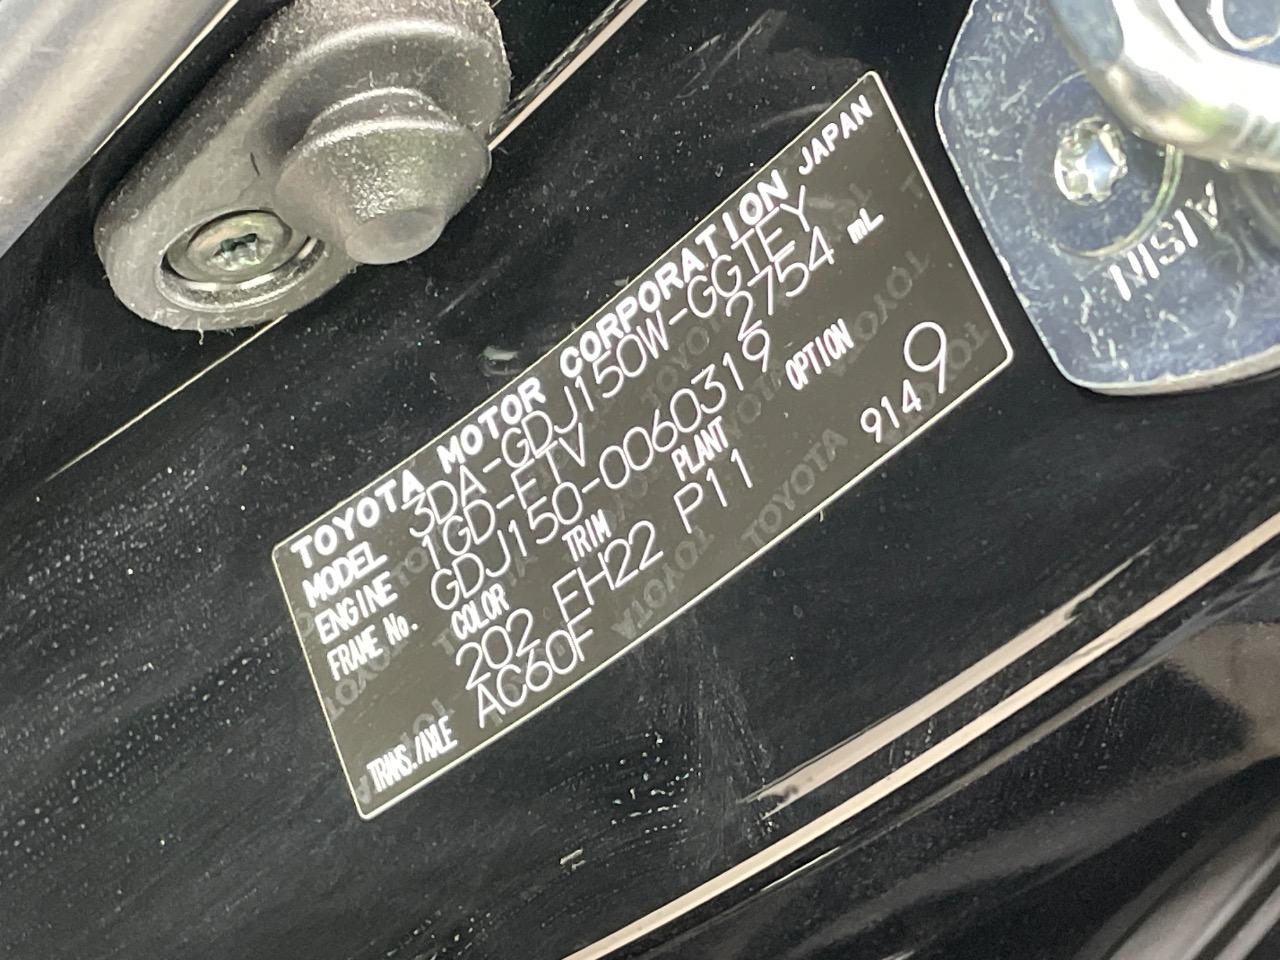 TOYOTA MOTOR CORPORATION JAPAN
MODEL 3DA-GDJ150W-GGTEY
ENGINE 1GD-FTV 2754 mL
FRAME No. GDJ150-0060319
COLOR TRIM PLANT OPTION
202 EH22 P11 9149
TRANS./AXLE AC60F
AISIN